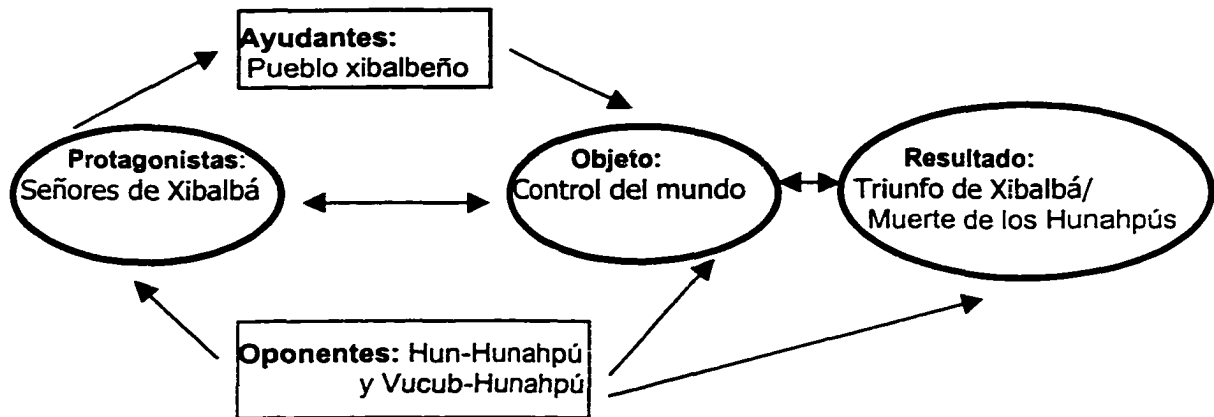 Ayudantes:
Pueblo xibalbeño
Protagonistas:
Señores de Xibalbá
Objeto:
Control del mundo
Resultado:
Triunfo de Xibalbá/
Muerte de los Hunahpús
Oponentes: Hun-Hunahpú
y Vucub-Hunahpú